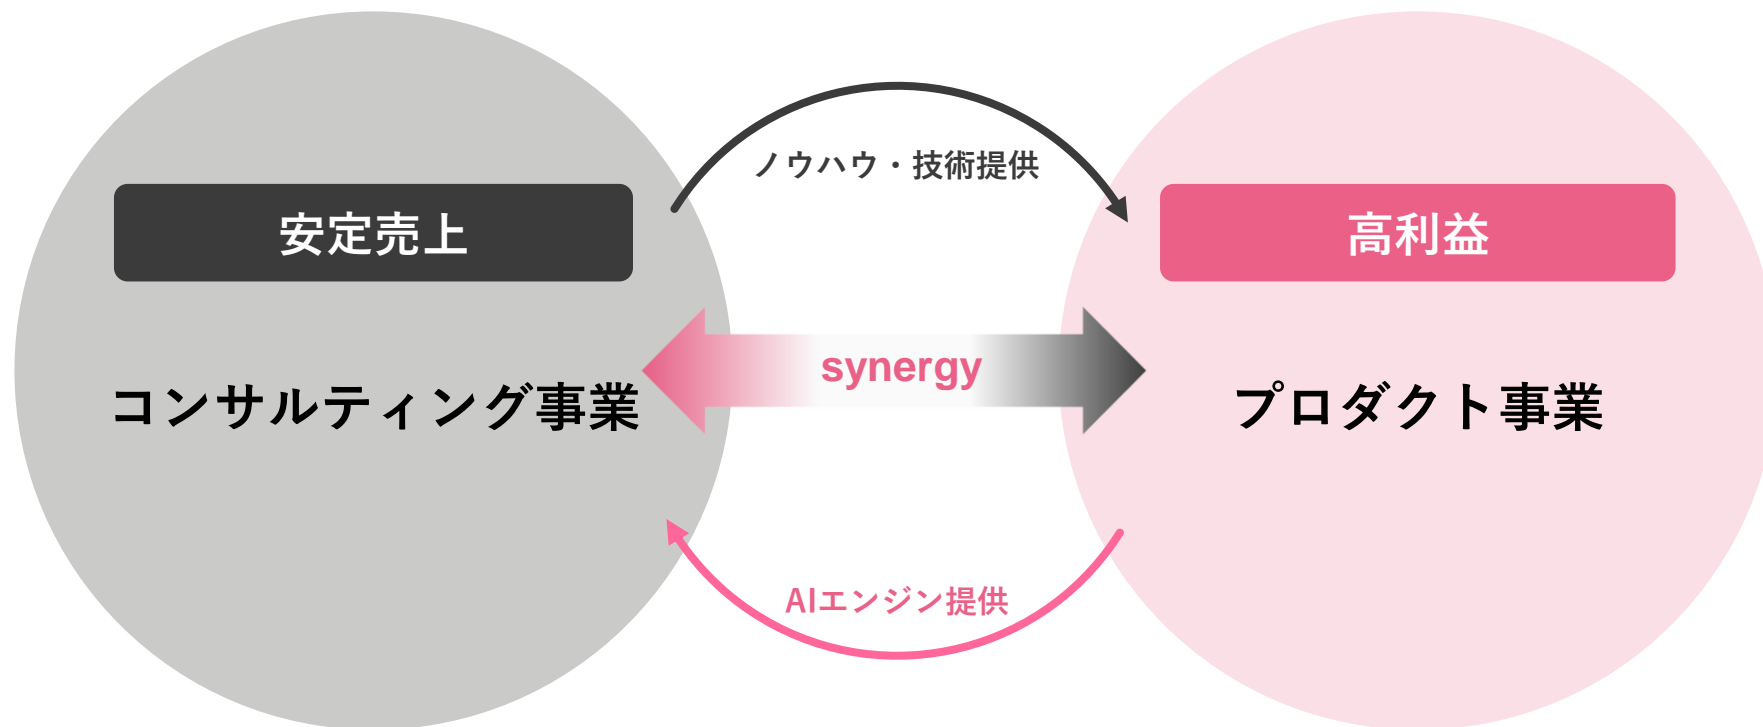 ノウハウ・技術提供
安定売上
高利益
synergy
コンサルティング事業
プロダクト事業
AIエンジン提供